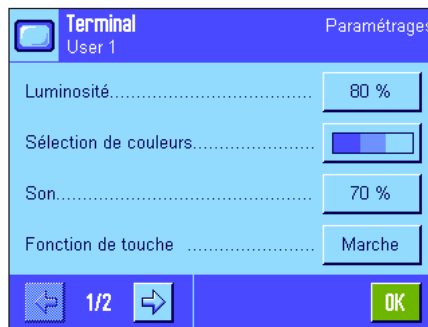 Terminal
Paramétrages
User 1
Luminosité.................................... 80 %
Sélection de couleurs......................
Son............................................... 70 %
Fonction de touche ...................... Marche
1/2
OK